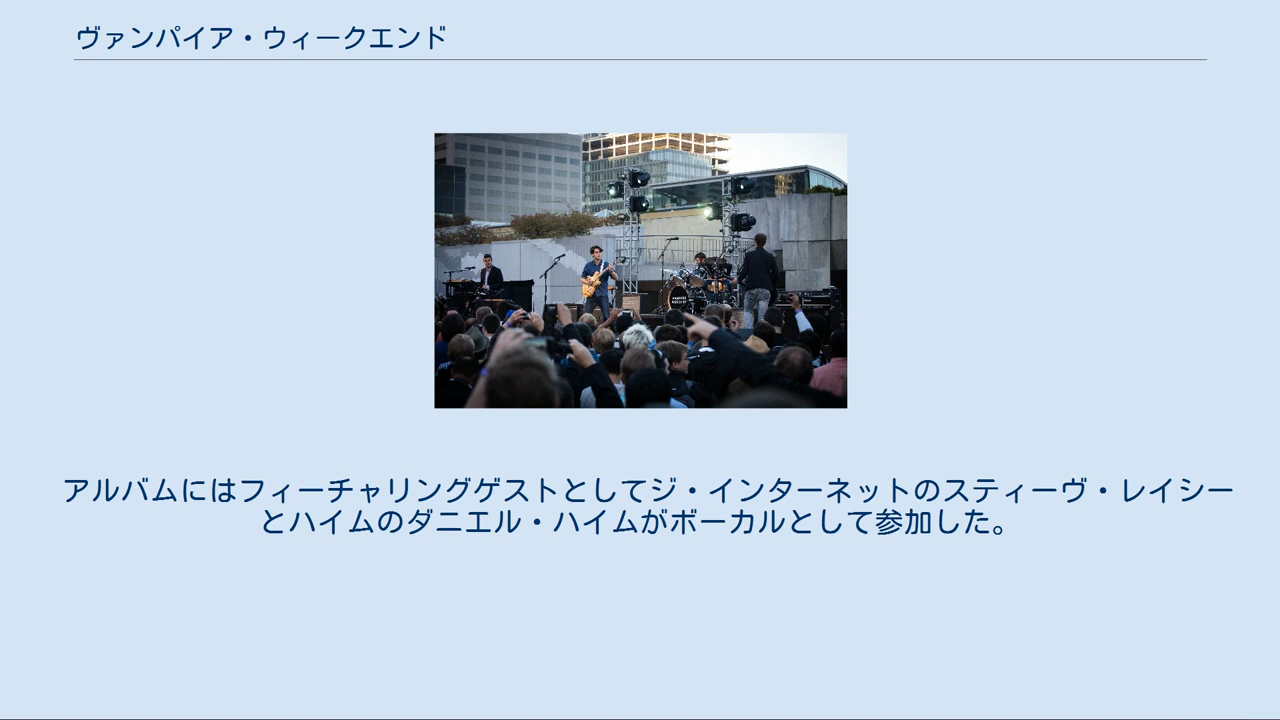 ヴァンパイア・ウィークエンド
アルバムにはフィーチャリングゲストとしてジ・インターネットのスティーヴ・レイシー
とハイムのダニエル・ハイムがボーカルとして参加した。